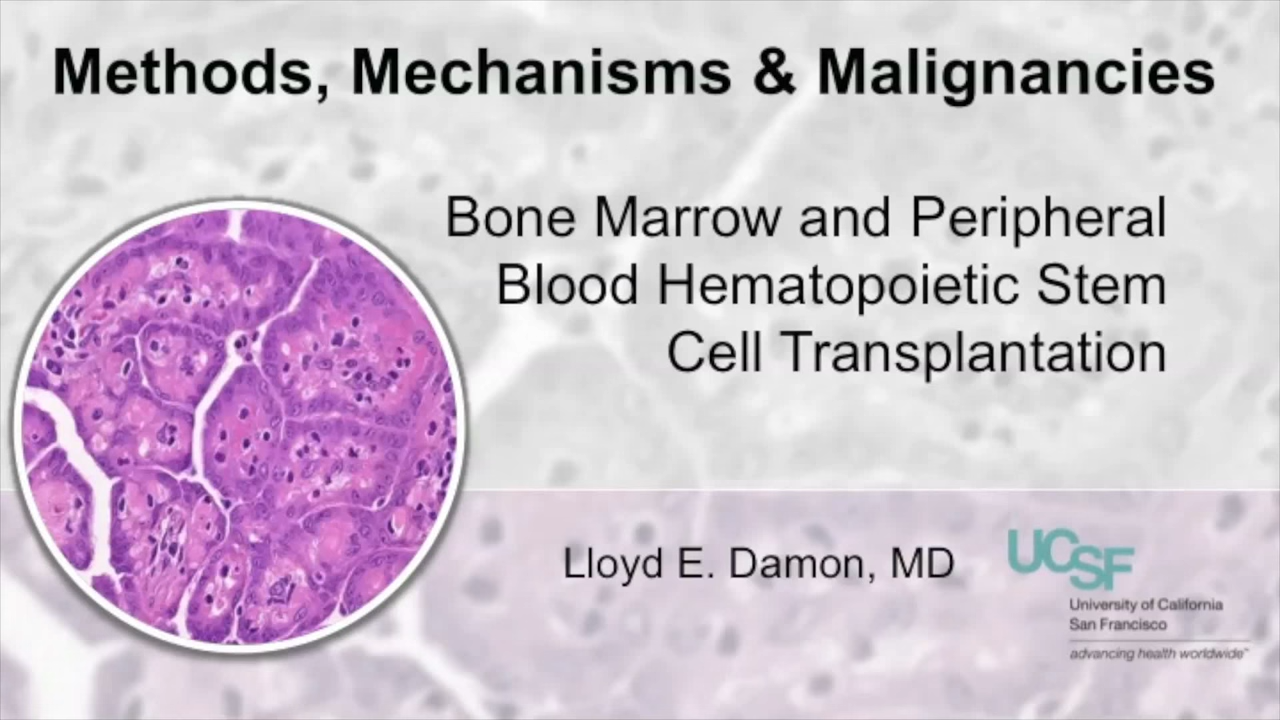 Methods, Mechanisms & Malignancies
Bone Marrow and Peripheral
Blood Hematopoietic Stem
Cell Transplantation
Lloyd E. Damon, MD
UCSF
University of California
San Francisco
advancing health worldwide™